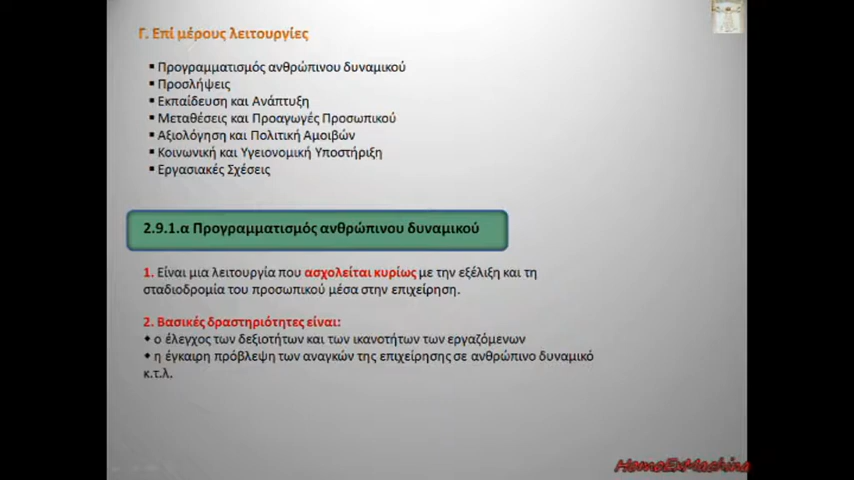 Γ. Επί μέρους λειτουργίες
▪ Προγραμματισμός ανθρώπινου δυναμικού
▪ Προσλήψεις
▪ Εκπαίδευση και Ανάπτυξη
▪ Μεταθέσεις και Προαγωγές Προσωπικού
▪ Αξιολόγηση και Πολιτική Αμοιβών
▪ Κοινωνική και Υγειονομική Υποστήριξη
▪ Εργασιακές Σχέσεις
2.9.1.α Προγραμματισμός ανθρώπινου δυναμικού
1. Είναι μια λειτουργία που ασχολείται κυρίως με την εξέλιξη και τη
σταδιοδρομία του προσωπικού μέσα στην επιχείρηση.
2. Βασικές δραστηριότητες είναι:
◆ ο έλεγχος των δεξιοτήτων και των ικανοτήτων των εργαζόμενων
◆ η έγκαιρη πρόβλεψη των αναγκών της επιχείρησης σε ανθρώπινο δυναμικό
κ.τ.λ.
HomoExMachina